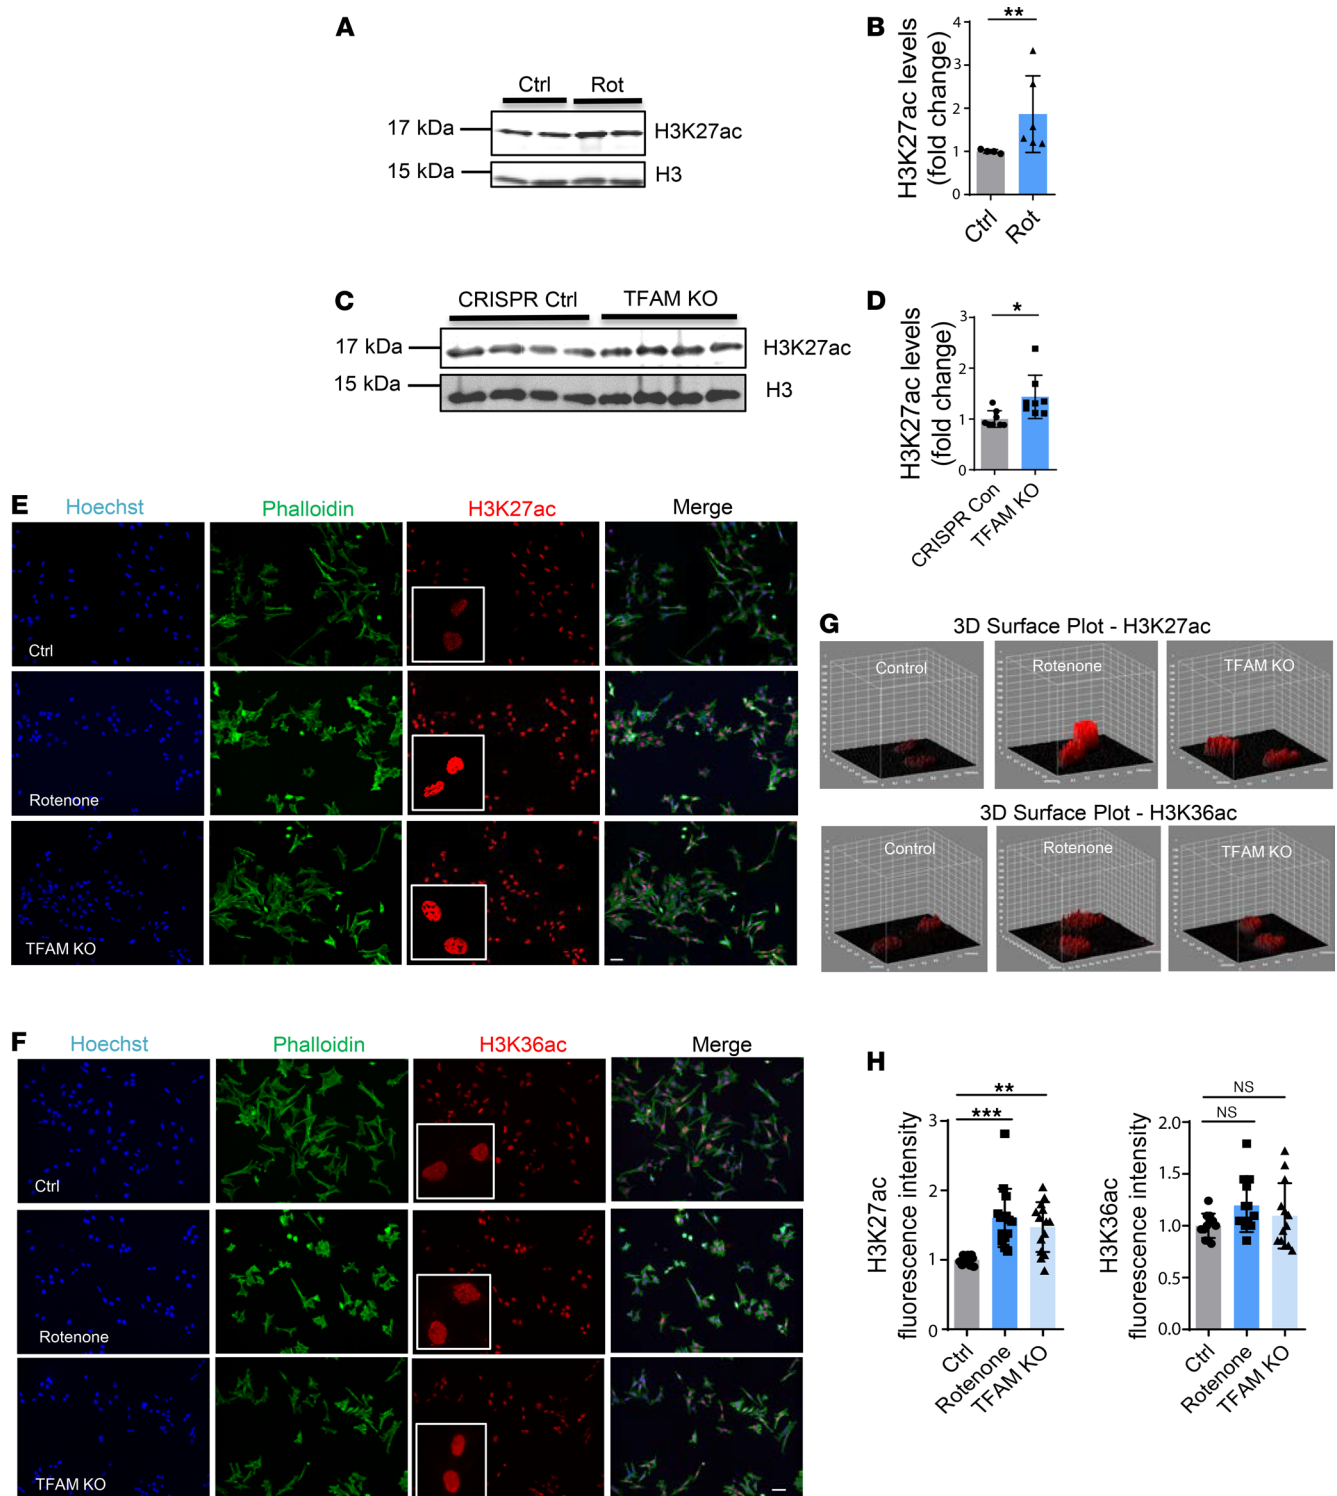 A
Ctrl Rot
17 kDa H3K27ac
15 kDa H3
B
H3K27ac levels
(fold change)
**
4
3
2
1
0
Ctrl
Rot
C
CRISPR Ctrl TFAM KO
17 kDa H3K27ac
15 kDa H3
D
H3K27ac levels
(fold change)
*
3
2
1
0
CRISPR Con
TFAM KO
E
Hoechst Phalloidin H3K27ac Merge
Ctrl
Rotenone
TFAM KO
G
3D Surface Plot - H3K27ac
Control Rotenone TFAM KO
3D Surface Plot - H3K36ac
Control Rotenone TFAM KO
F
Hoechst Phalloidin H3K36ac Merge
Ctrl
Rotenone
TFAM KO
H
H3K27ac
fluorescence intensity
**
***
3
2
1
0
Ctrl
Rotenone
TFAM KO
H3K36ac
fluorescence intensity
NS
NS
2.0
1.5
1.0
0.5
0.0
Ctrl
Rotenone
TFAM KO